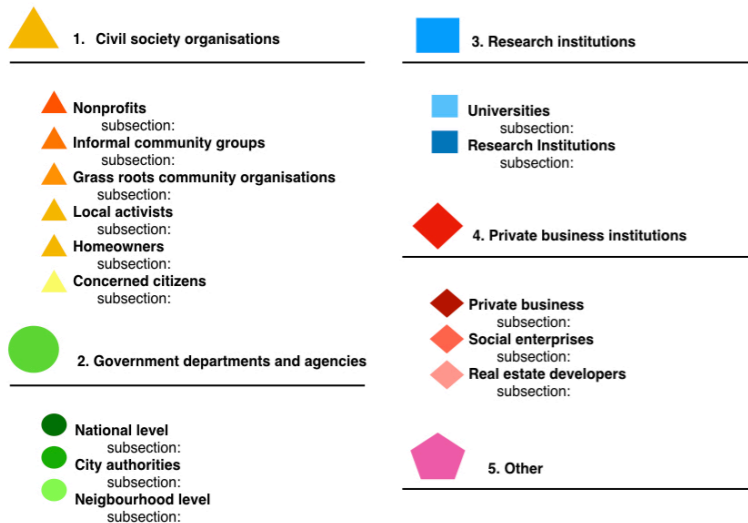 1. Civil society organisations
Nonprofits
subsection:
Informal community groups
subsection:
Grass roots community organisations
subsection:
Local activists
subsection:
Homeowners
subsection:
Concerned citizens
subsection:
2. Government departments and agencies
National level
subsection:
City authorities
subsection:
Neighbourhood level
subsection:
3. Research institutions
Universities
subsection:
Research Institutions
subsection:
4. Private business institutions
Private business
subsection:
Social enterprises
subsection:
Real estate developers
subsection:
5. Other